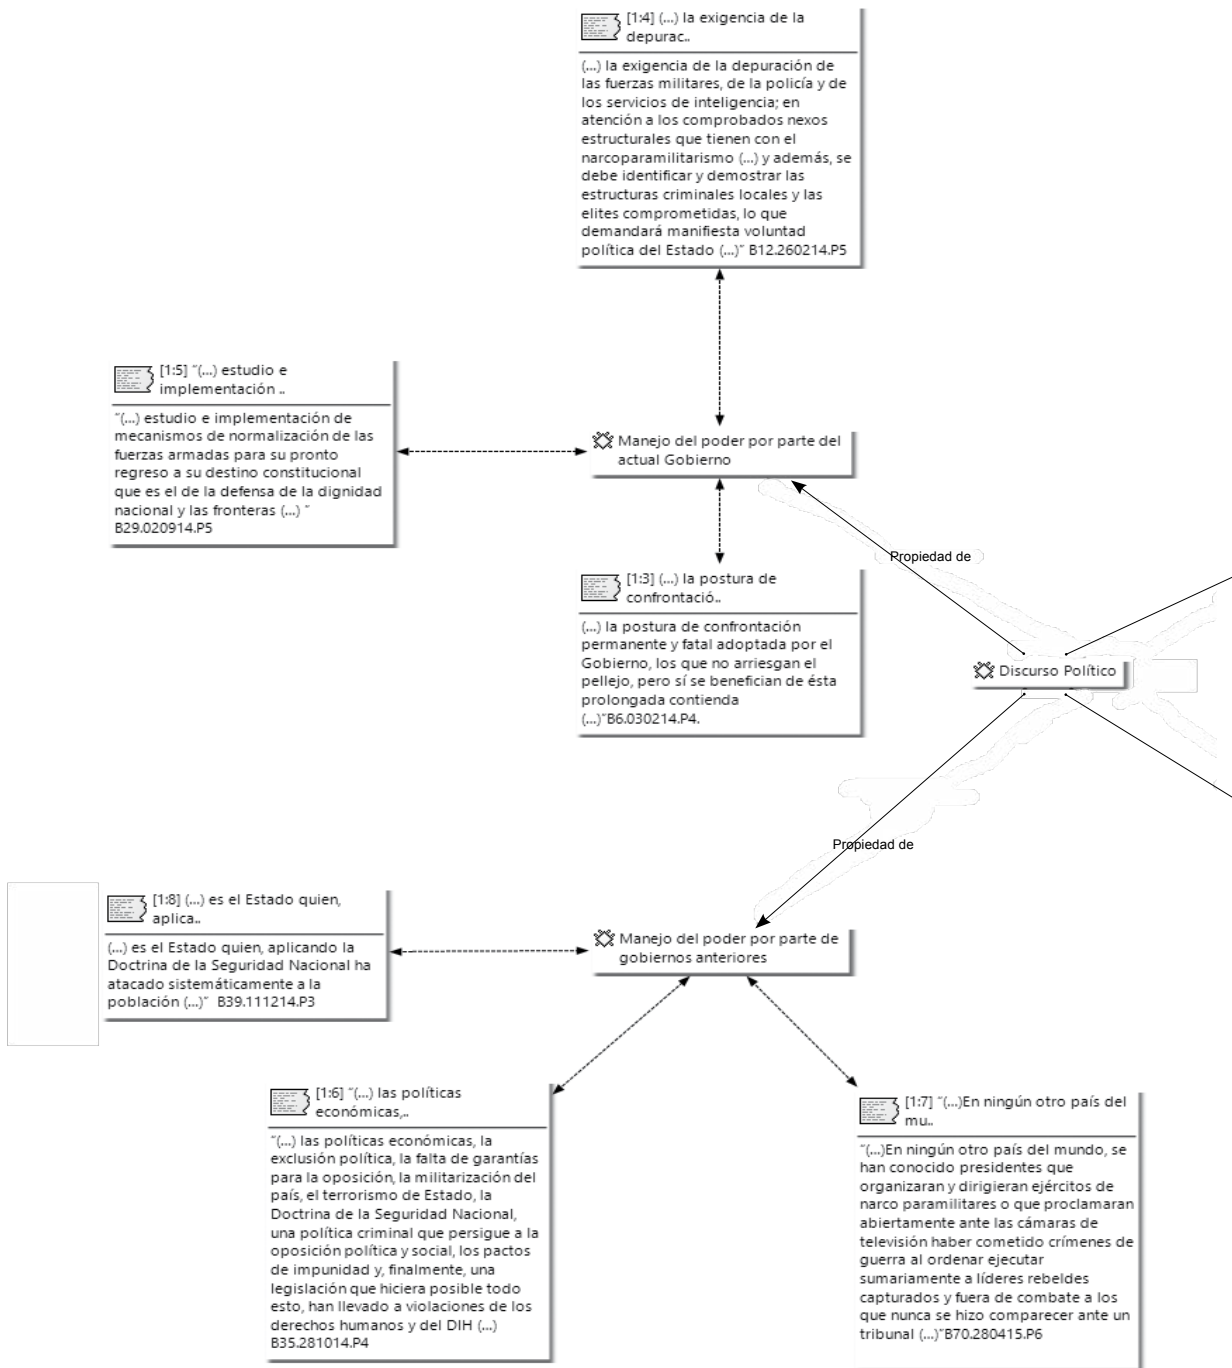 [1:4] (...) la exigencia de la
depurac..
(...) la exigencia de la depuración de
las fuerzas militares, de la policía y de
los servicios de inteligencia; en
atención a los comprobados nexos
estructurales que tienen con el
narcoparamilitarismo (...) y además, se
debe identificar y demostrar las
estructuras criminales locales y las
elites comprometidas, lo que
demandará manifiesta voluntad
política del Estado (...)” B12.260214.P5
[1:5] “(...) estudio e
implementación ..
“(...) estudio e implementación de
mecanismos de normalización de las
fuerzas armadas para su pronto
regreso a su destino constitucional
que es el de la defensa de la dignidad
nacional y las fronteras (...) “
B29.020914.P5
Manejo del poder por parte del
actual Gobierno
Propiedad de
[1:3] (...) la postura de
confrontació..
(...) la postura de confrontación
permanente y fatal adoptada por el
Gobierno, los que no arriesgan el
pellejo, pero sí se benefician de ésta
prolongada contienda
(...)”B6.030214.P4.
Discurso Político
Propiedad de
[1:8] (...) es el Estado quien,
aplica..
(...) es el Estado quien, aplicando la
Doctrina de la Seguridad Nacional ha
atacado sistemáticamente a la
población (...)” B39.111214.P3
Manejo del poder por parte de
gobiernos anteriores
[1:6] “(...) las políticas
económicas,..
“(...) las políticas económicas, la
exclusión política, la falta de garantías
para la oposición, la militarización del
país, el terrorismo de Estado, la
Doctrina de la Seguridad Nacional,
una política criminal que persigue a la
oposición política y social, los pactos
de impunidad y, finalmente, una
legislación que hiciera posible todo
esto, han llevado a violaciones de los
derechos humanos y del DIH (...)
B35.281014.P4
[1:7] “(...)En ningún otro país del
mu..
“(...)En ningún otro país del mundo, se
han conocido presidentes que
organizaran y dirigieran ejércitos de
narco paramilitares o que proclamaran
abiertamente ante las cámaras de
televisión haber cometido crímenes de
guerra al ordenar ejecutar
sumariamente a líderes rebeldes
capturados y fuera de combate a los
que nunca se hizo comparecer ante un
tribunal (...)”B70.280415.P6